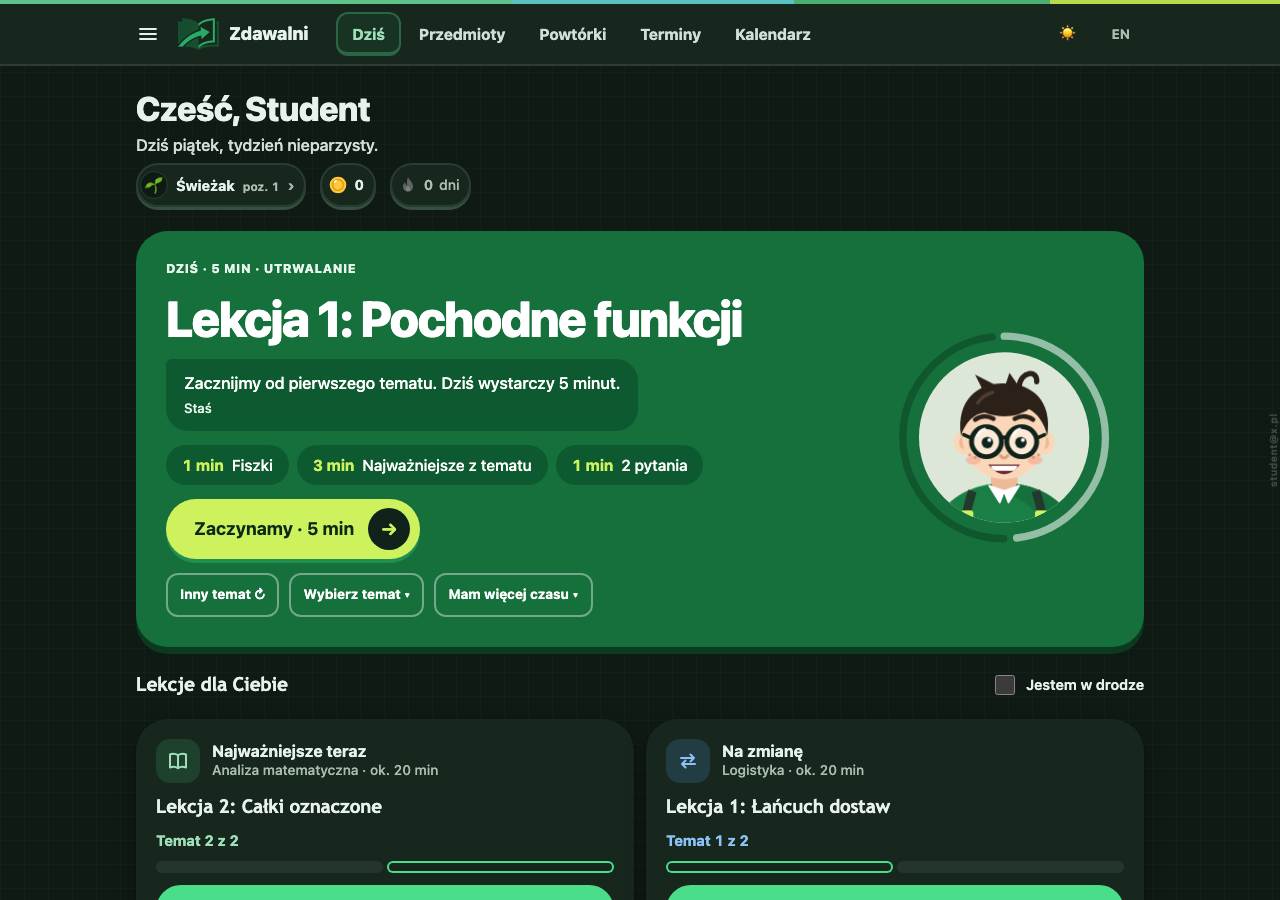 Zdawalni
Dziś
Przedmioty
Powtórki
Terminy
Kalendarz
EN
Cześć, Student
Dziś piątek, tydzień nieparzysty.
Świeżak poz. 1 ›
0
0 dni
DZIŚ · 5 MIN · UTRWALANIE
Lekcja 1: Pochodne funkcji
Zacznijmy od pierwszego tematu. Dziś wystarczy 5 minut.
Staś
1 min Fiszki
3 min Najważniejsze z tematu
1 min 2 pytania
Zaczynamy · 5 min →
Inny temat ↻
Wybierz temat ▾
Mam więcej czasu ▾
student@x.pl
Lekcje dla Ciebie
Jestem w drodze
Najważniejsze teraz
Analiza matematyczna · ok. 20 min
Lekcja 2: Całki oznaczone
Temat 2 z 2
Na zmianę
Logistyka · ok. 20 min
Lekcja 1: Łańcuch dostaw
Temat 1 z 2